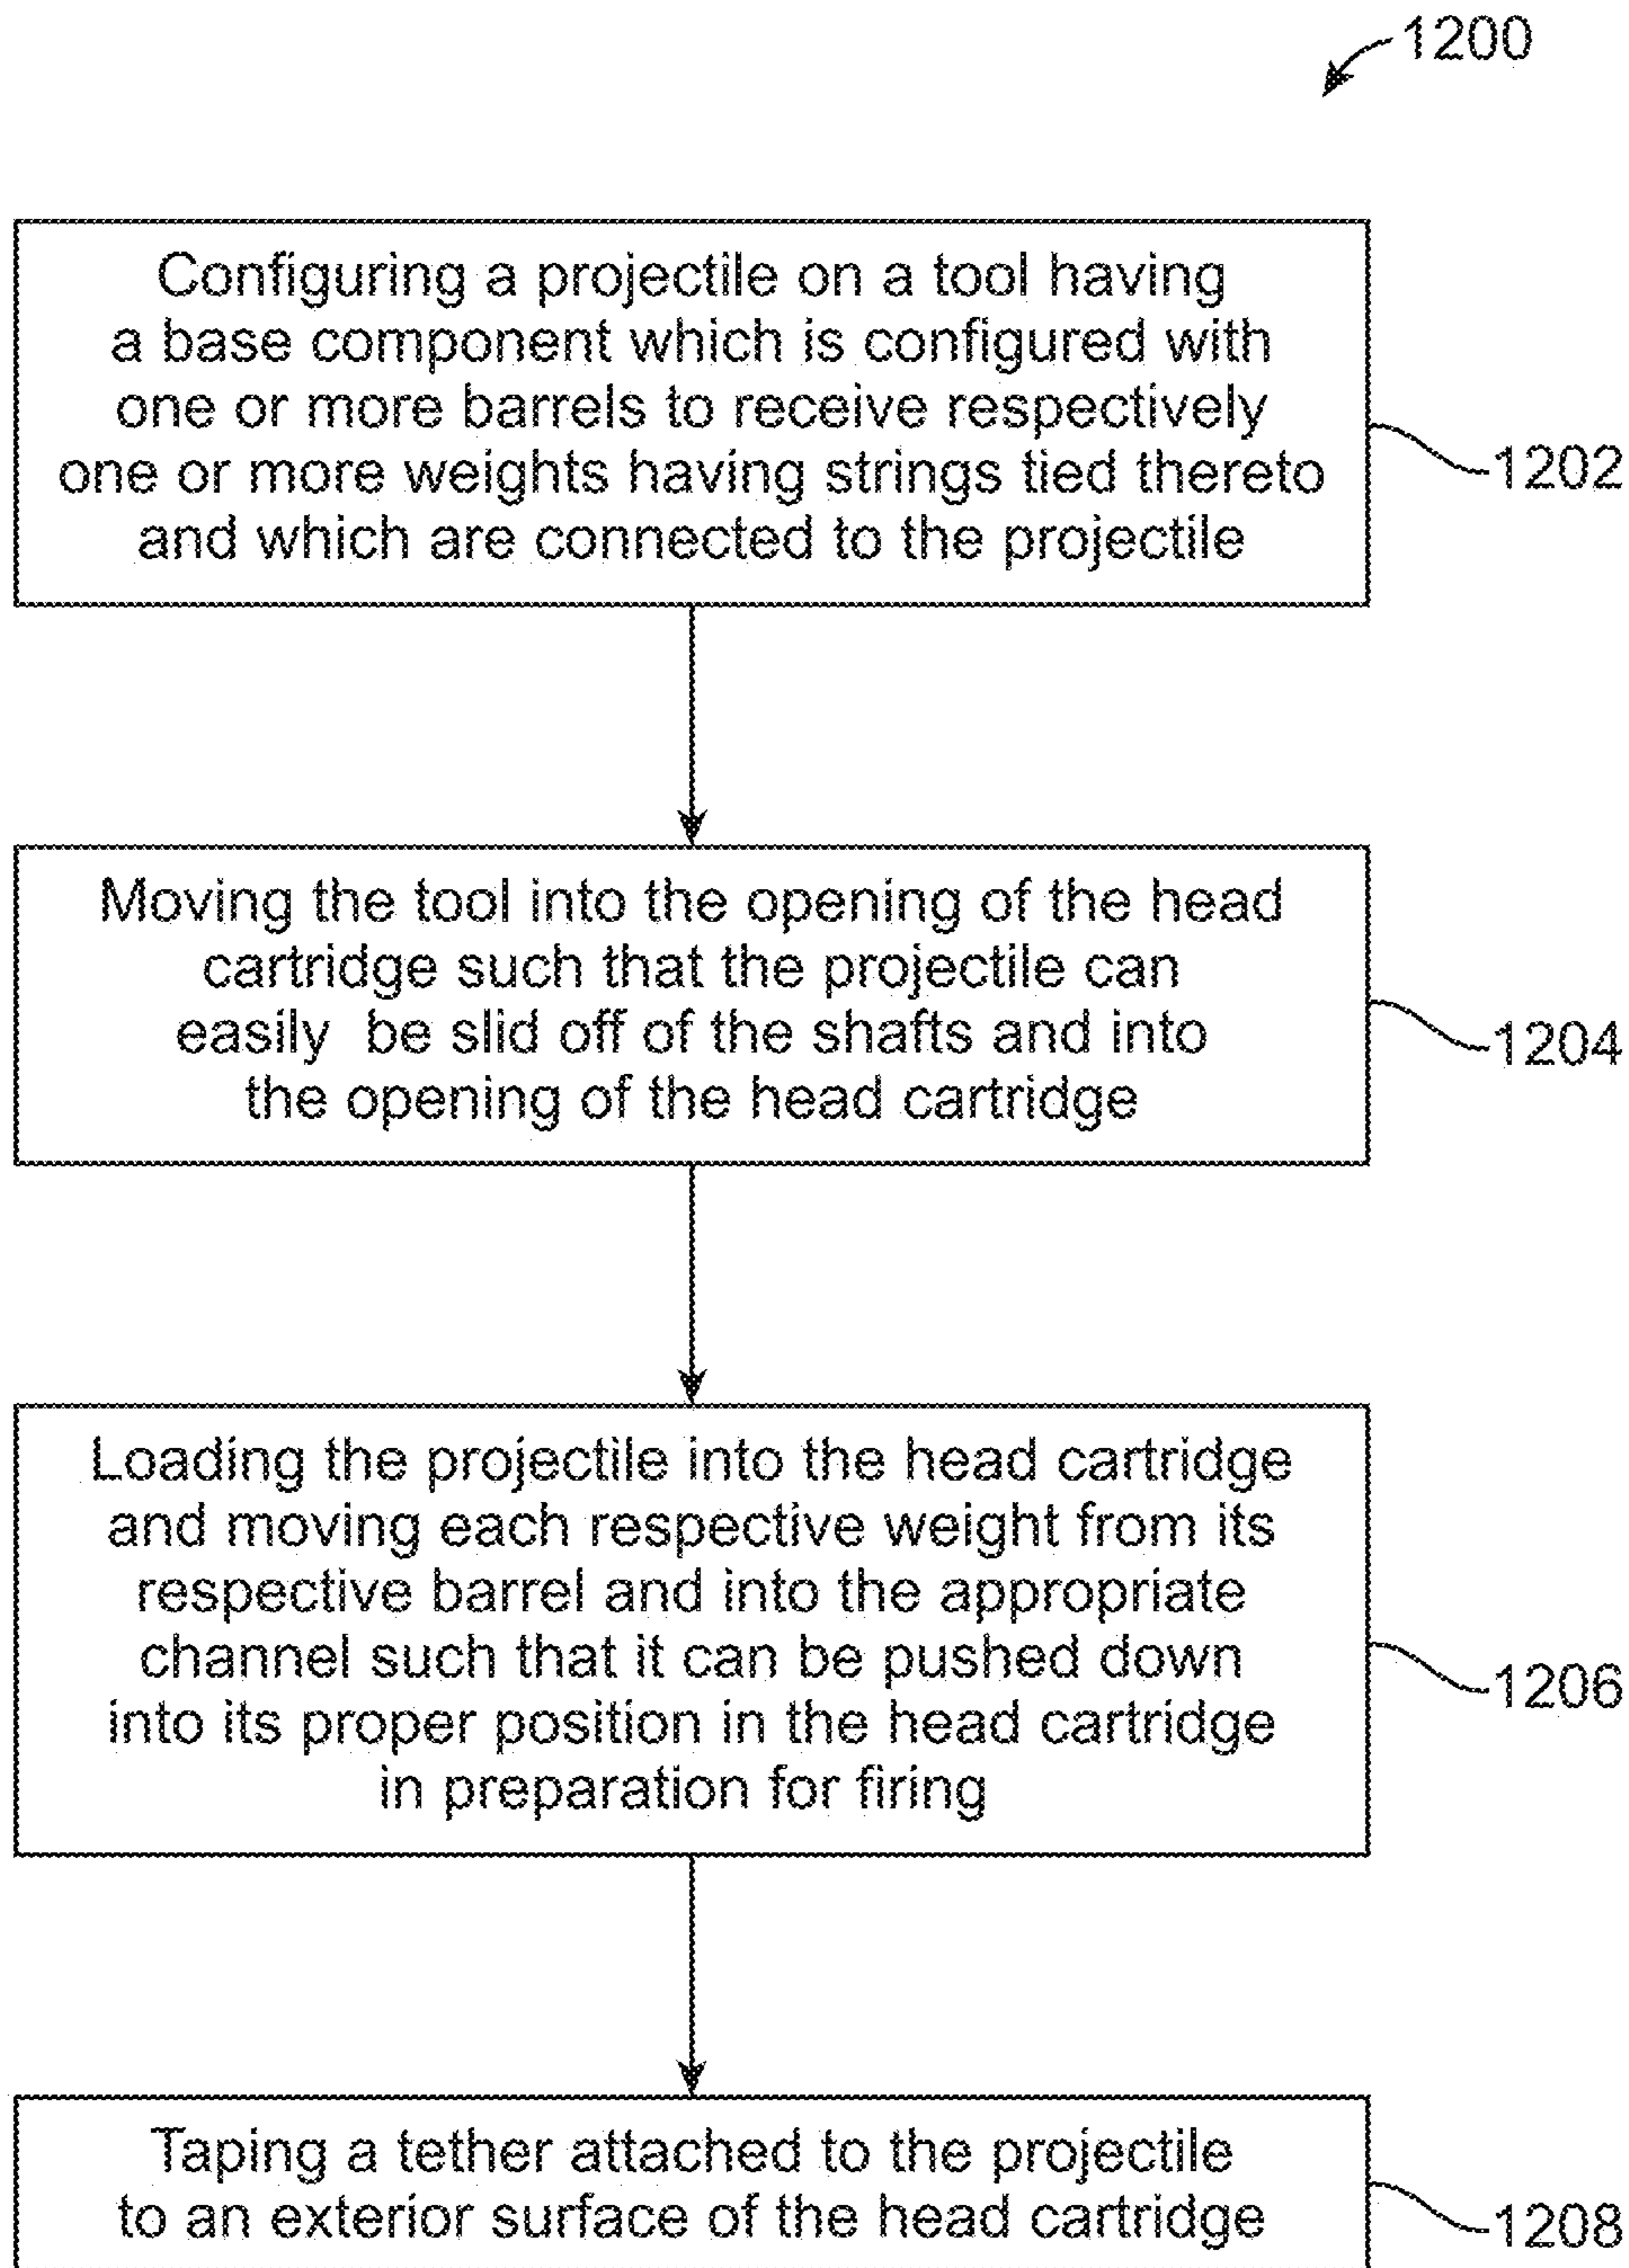 1200
Configuring a projectile on a tool having
a base component which is configured with
one or more barrels to receive respectively
one or more weights having strings tied thereto
and which are connected to the projectile
1202
Moving the tool into the opening of the head
cartridge such that the projectile can
easily be slid off of the shafts and into
the opening of the head cartridge
1204
Loading the projectile into the head cartridge
and moving each respective weight from its
respective barrel and into the appropriate
channel such that it can be pushed down
into its proper position in the head cartridge
in preparation for firing
1206
Taping a tether attached to the projectile
to an exterior surface of the head cartridge
1208